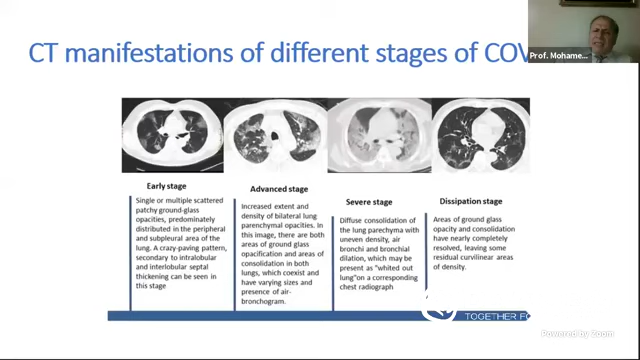 CT manifestations of different stages of COV
Prof. Mohame...
Early stage
Single or multiple scattered
patchy ground-glass
opacities, predominately
distributed in the peripheral
and subpleural area of the
lung. A crazy-paving pattern,
secondary to intralobular
and interlobular septal
thickening can be seen in
this stage
Advanced stage
Increased extent and
density of bilateral lung
parenchymal opacities. In
this image, there are both
areas of ground glass
opacification and areas of
consolidation in both
lungs, which coexist and
have varying sizes and
presence of air-
bronchogram.
Severe stage
Diffuse consolidation of
the lung parechyma with
uneven density, air
bronchi and bronchial
dilation, which may be
present as "whited out
lung"on a corresponding
chest radiograph
Dissipation stage
Areas of ground glass
opacity and consolidation
have nearly completely
resolved, leaving some
residual curvilinear areas
of density.
TOGETHER FO
Powered by Zoom